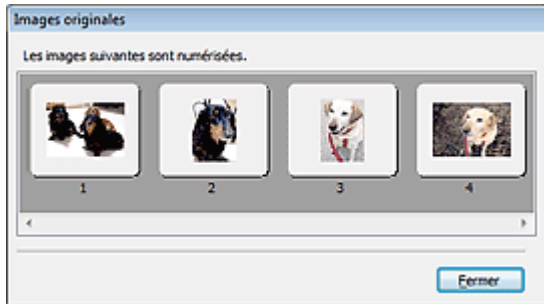 Images originales
Les images suivantes sont numérisées.
1 2 3 4
Fermer